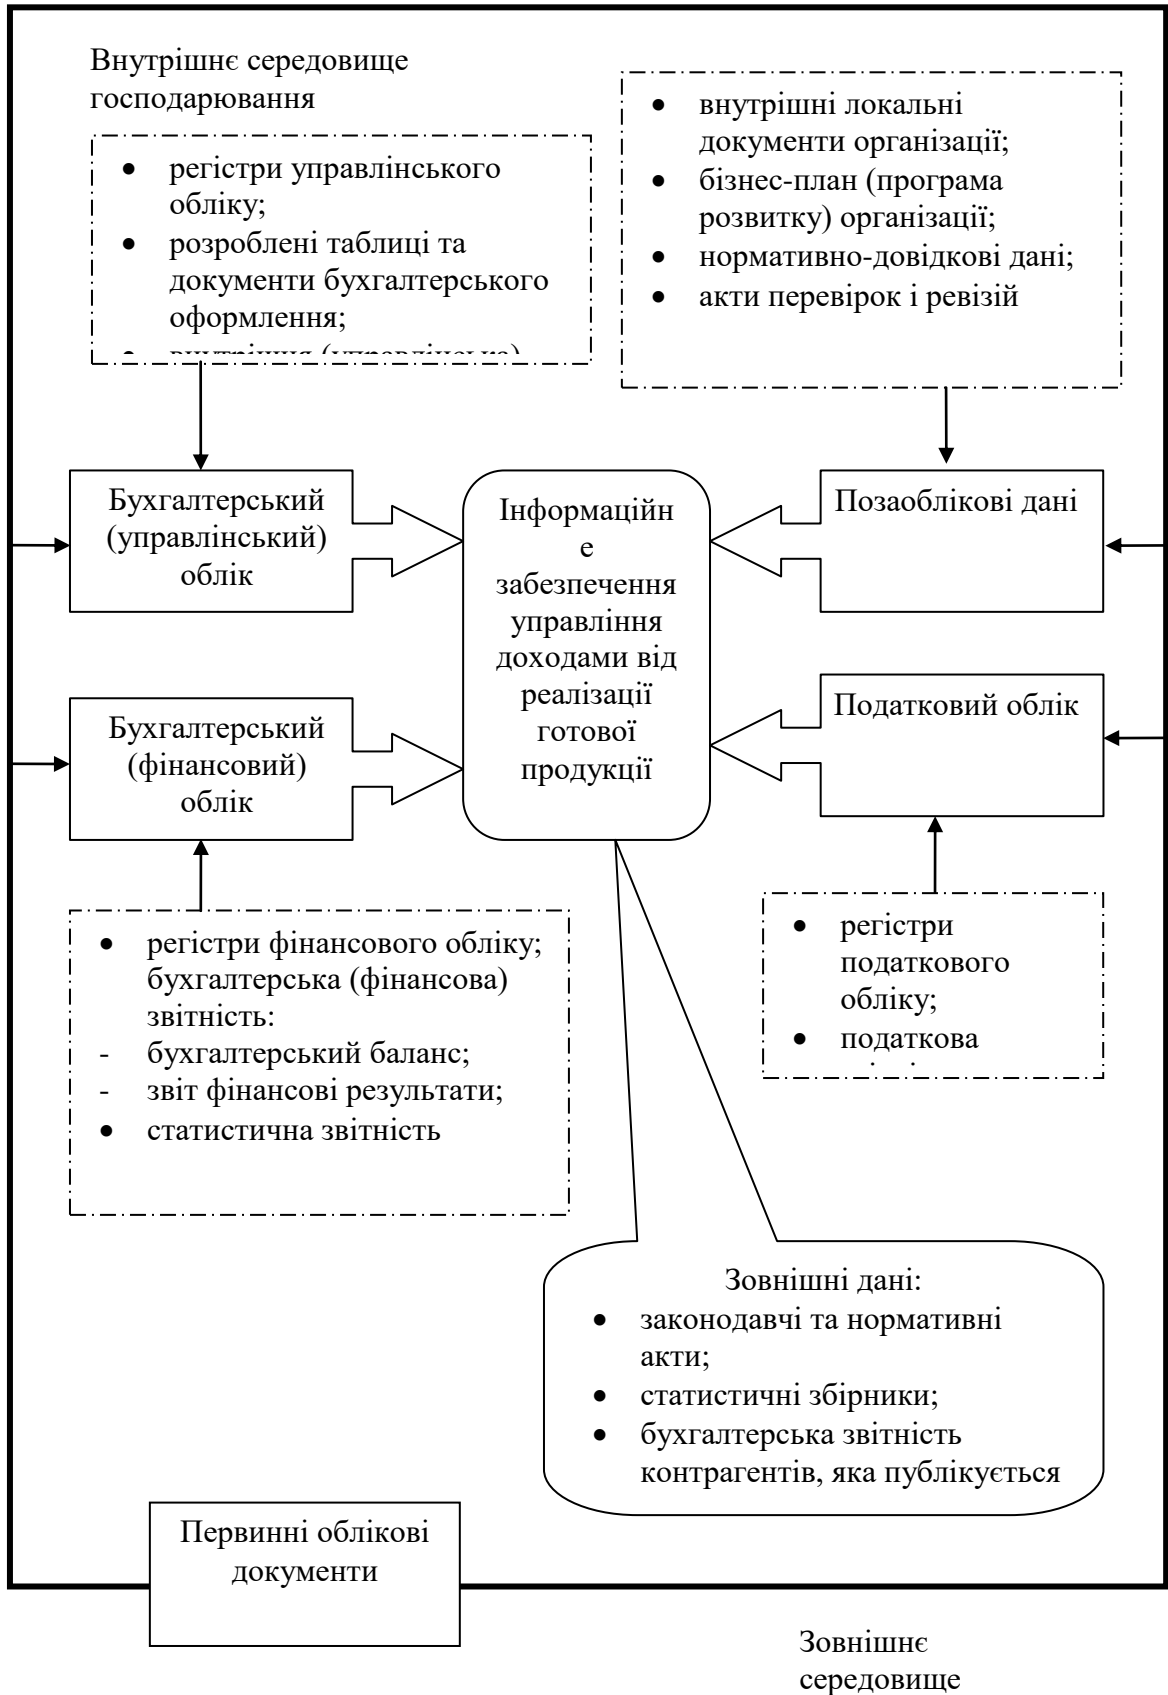 Внутрішнє середовище
господарювання
• регістри управлінського
обліку;
• розроблені таблиці та
документи бухгалтерського
оформлення;
• внутрішня (управлінська)
• внутрішні локальні
документи організації;
• бізнес-план (програма
розвитку) організації;
• нормативно-довідкові дані;
• акти перевірок і ревізій
Бухгалтерський
(управлінський)
облік
Інформаційн
е
забезпечення
управління
доходами від
реалізації
готової
продукції
Позаоблікові дані
Бухгалтерський
(фінансовий)
облік
Податковий облік
• регістри фінансового обліку;
бухгалтерська (фінансова)
звітність:
- бухгалтерський баланс;
- звіт фінансові результати;
• статистична звітність
• регістри
податкового
обліку;
• податкова
Зовнішні дані:
• законодавчі та нормативні
акти;
• статистичні збірники;
• бухгалтерська звітність
контрагентів, яка публікується
Первинні облікові
документи
Зовнішнє
середовище